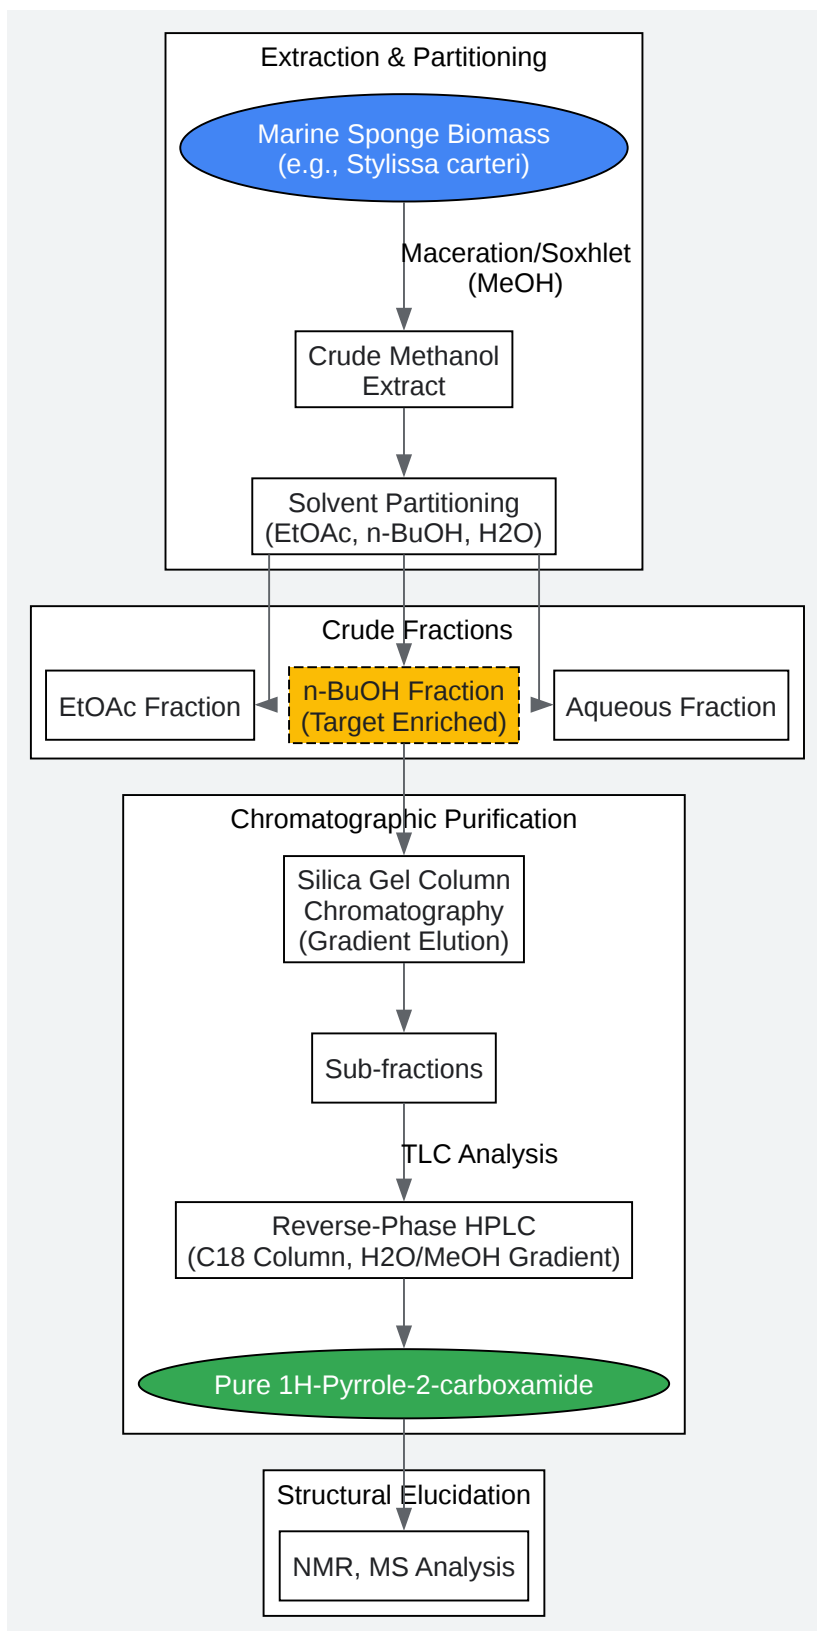 Extraction & Partitioning
Marine Sponge Biomass
(e.g., Stylissa carteri)
Maceration/Soxhlet
(MeOH)
Crude Methanol
Extract
Solvent Partitioning
(EtOAc, n-BuOH, H2O)
Crude Fractions
EtOAc Fraction
n-BuOH Fraction
(Target Enriched)
Aqueous Fraction
Chromatographic Purification
Silica Gel Column
Chromatography
(Gradient Elution)
Sub-fractions
TLC Analysis
Reverse-Phase HPLC
(C18 Column, H2O/MeOH Gradient)
Pure 1H-Pyrrole-2-carboxamide
Structural Elucidation
NMR, MS Analysis